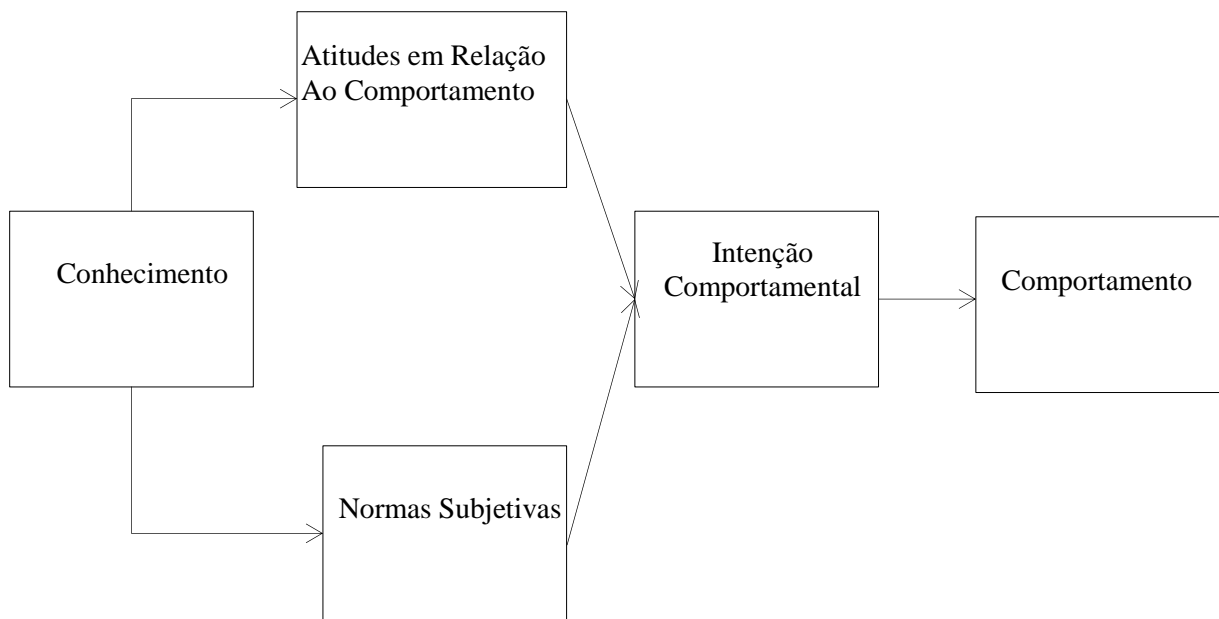 Atitudes em Relação
Ao Comportamento
Conhecimento
Intenção
Comportamental
Comportamento
Normas Subjetivas